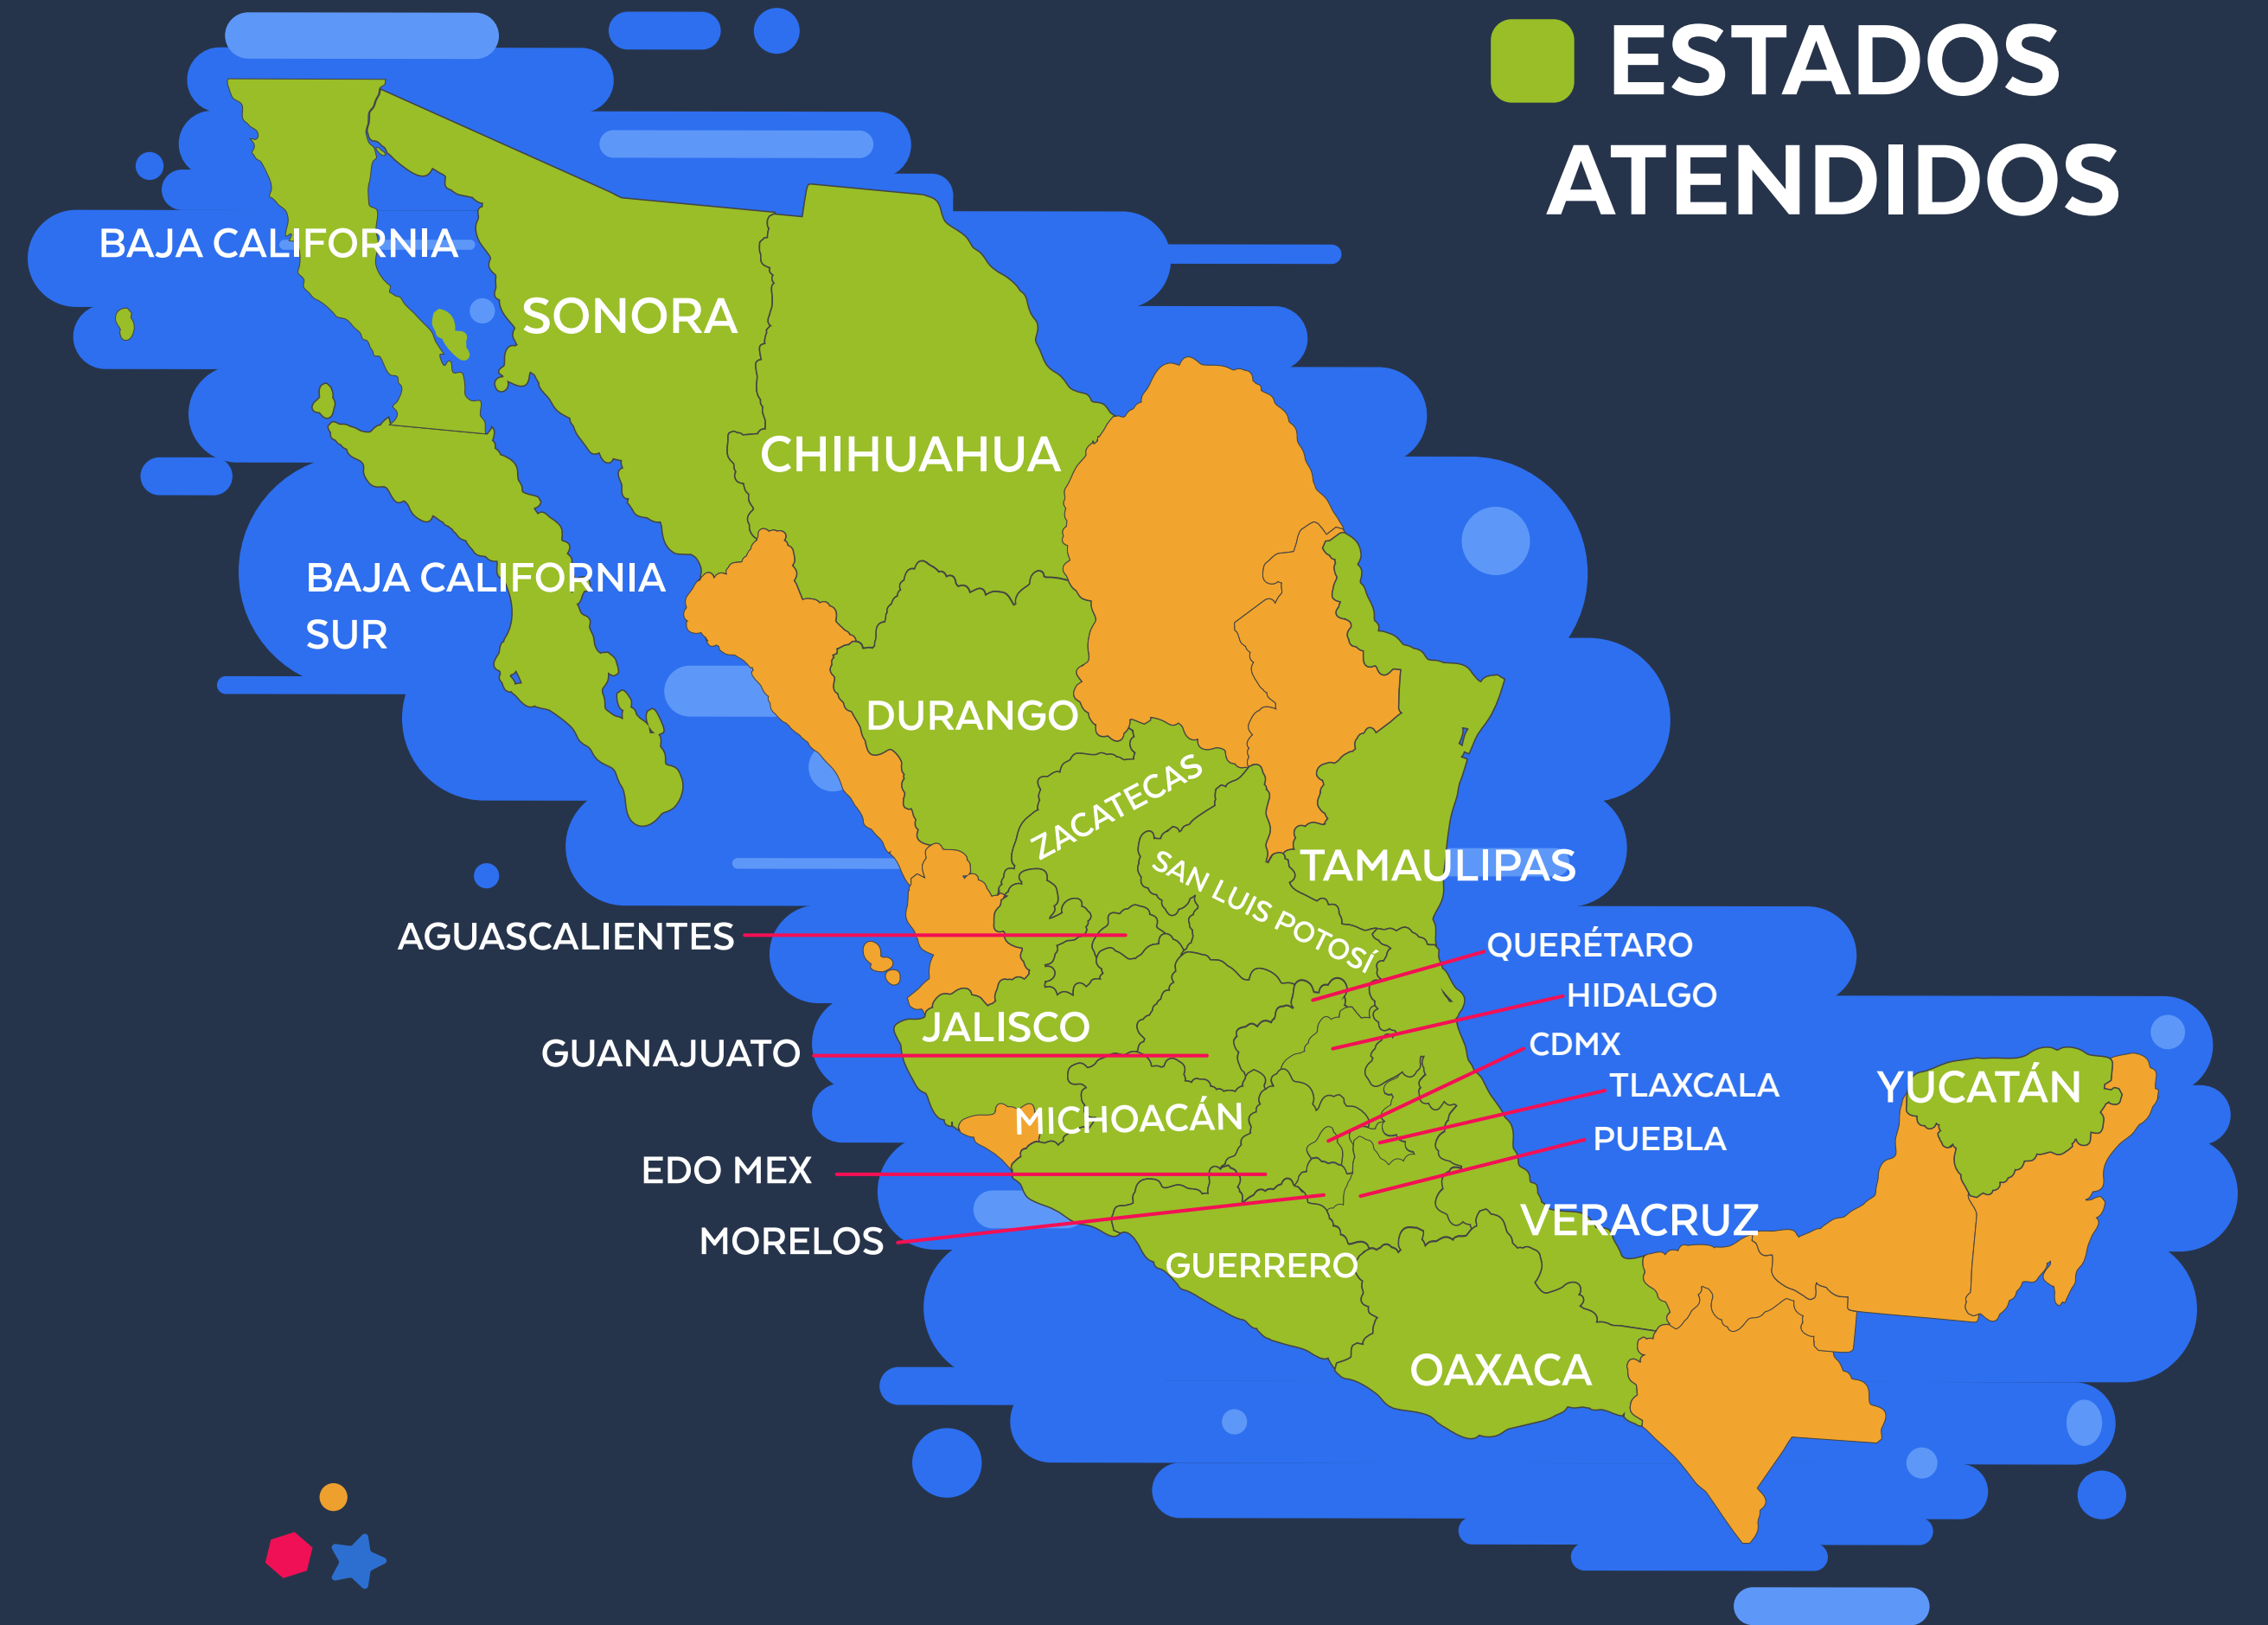 ESTADOS
ATENDIDOS
BAJA CALIFORNIA
SONORA
CHIHUAHUA
BAJA CALIFORNIA
SUR
DURANGO
ZACATECAS
SAN LUIS POTOSÍ
TAMAULIPAS
AGUASCALIENTES
QUERÉTARO
HIDALGO
JALISCO
GUANAJUATO
CDMX
TLAXCALA
YUCATÁN
MICHOACÁN
PUEBLA
EDO MEX
VERACRUZ
MORELOS
GUERRERO
OAXACA